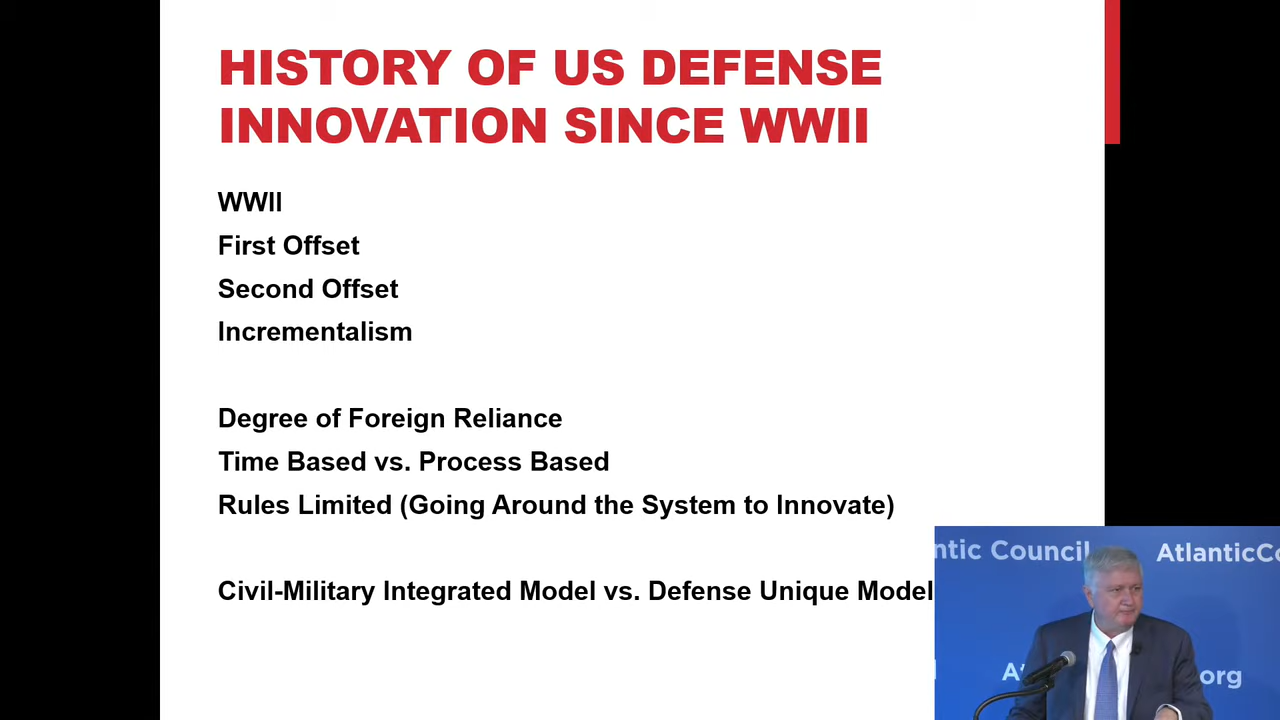 HISTORY OF US DEFENSE
INNOVATION SINCE WWII
WWII
First Offset
Second Offset
Incrementalism
Degree of Foreign Reliance
Time Based vs. Process Based
Rules Limited (Going Around the System to Innovate)
Civil-Military Integrated Model vs. Defense Unique Model
ntic Council
AtlanticCo
org